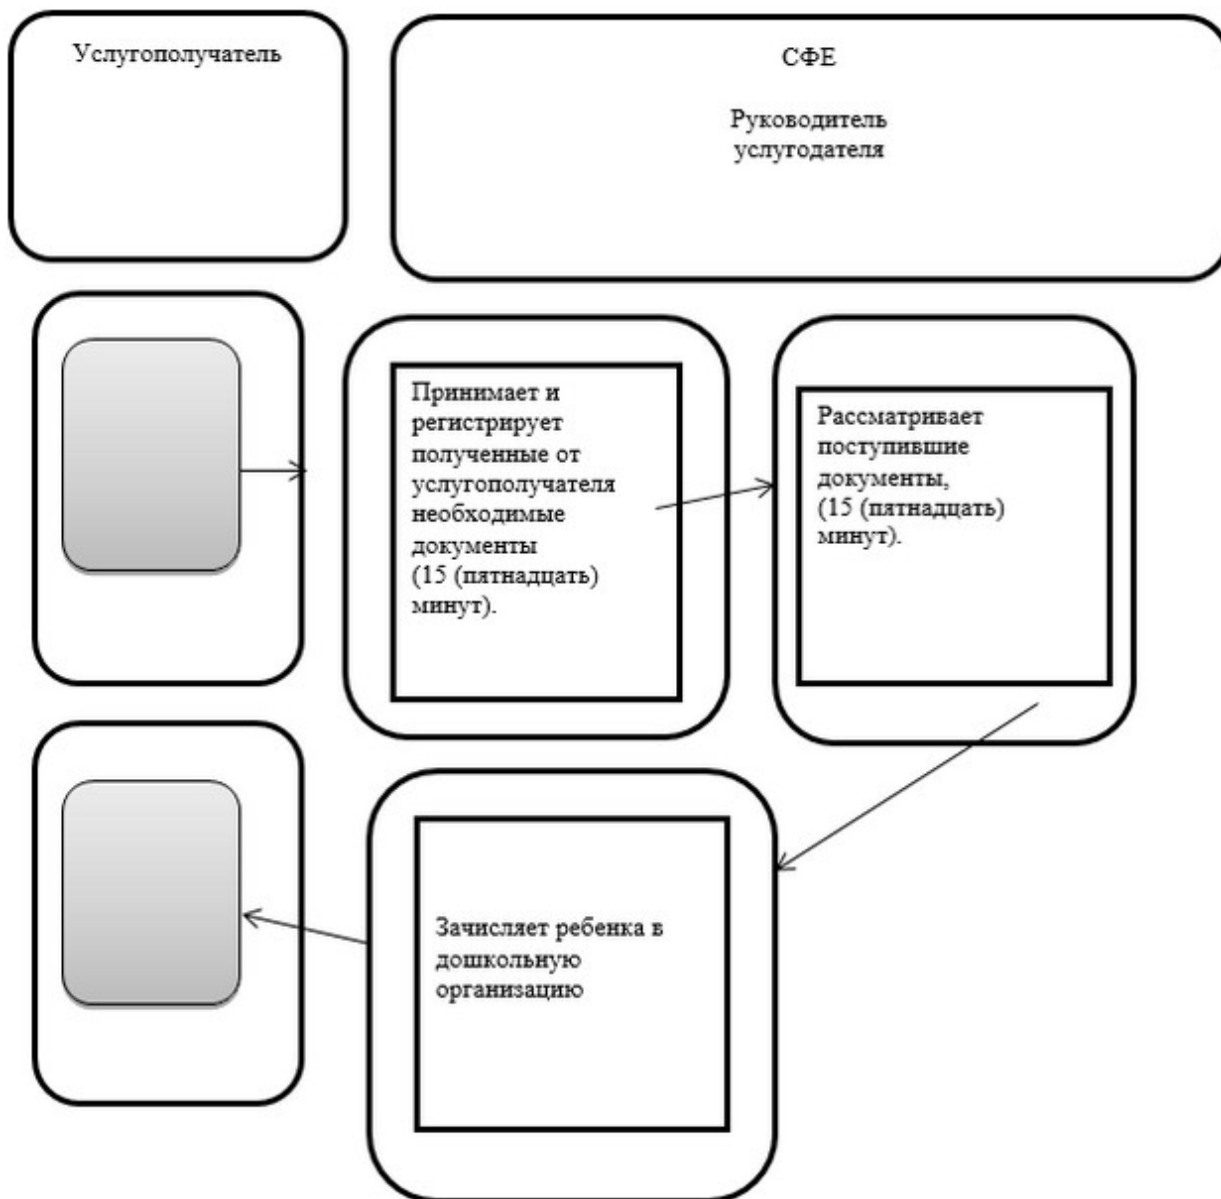 Услугополучатель
СФЕ
Руководитель
услугодателя
Принимает и
регистрирует
полученные от
услугополучателя
необходимые
документы
(15 (пятнадцать)
минут).
Рассматривает
поступившие
документы,
(15 (пятнадцать)
минут).
Зачисляет ребенка в
дошкольную
организацию